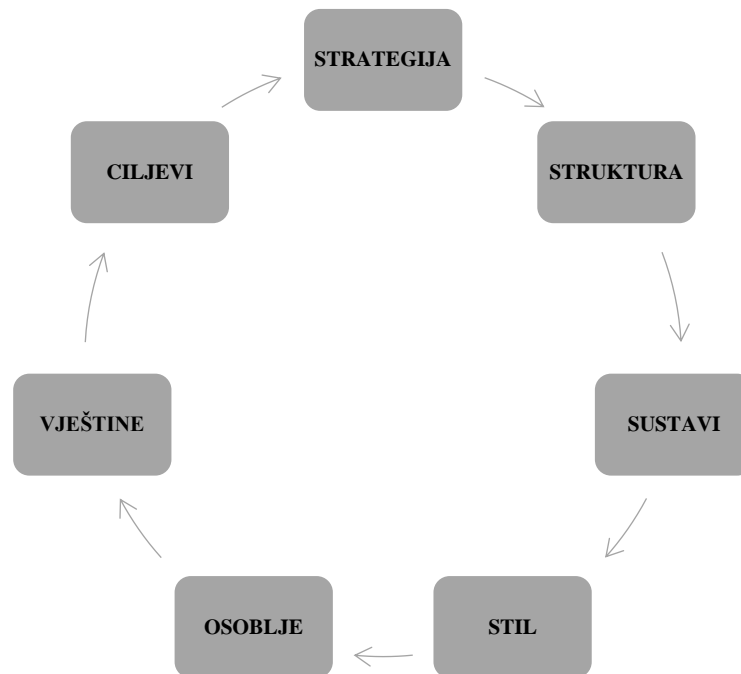 STRATEGIJA
STRUKTURA
SUSTAVI
STIL
OSOBLJE
VJEŠTINE
CILJEVI